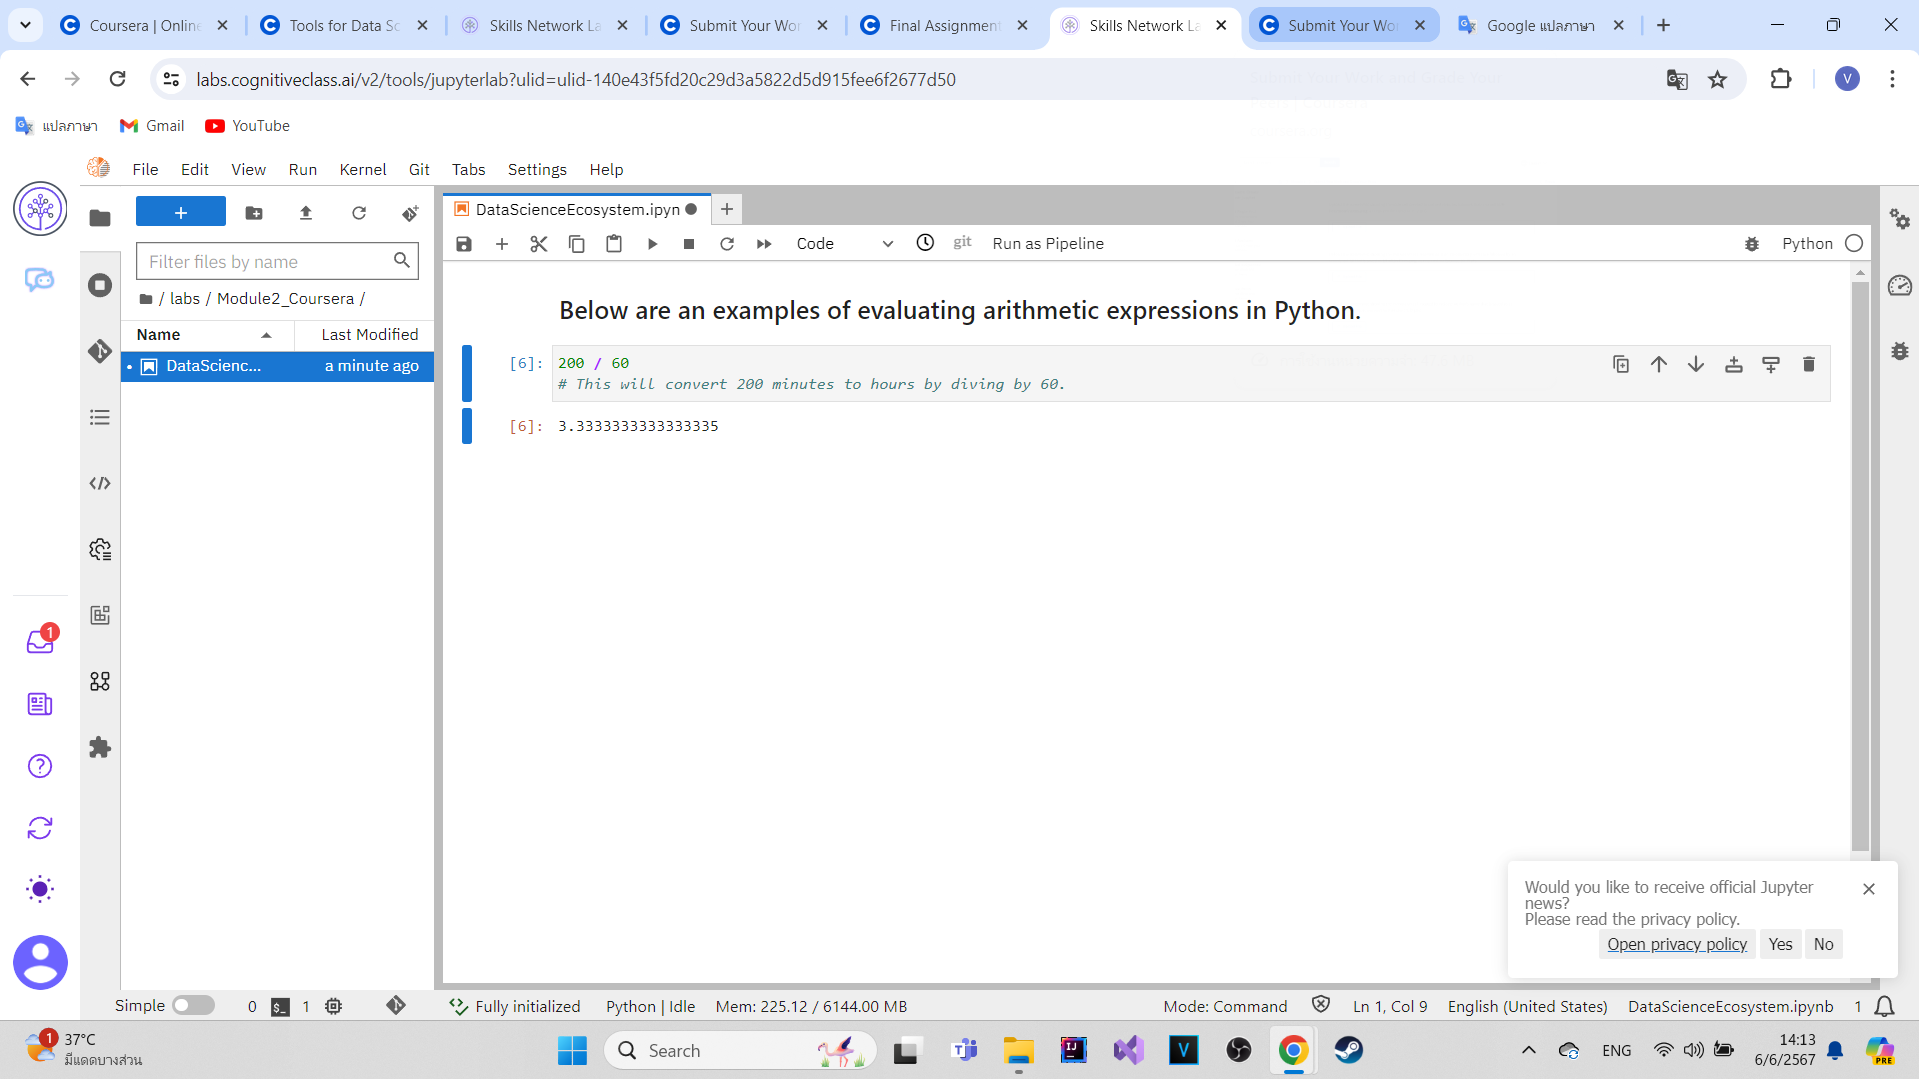 Coursera | Online
Tools for Data Sc
Skills Network La
Submit Your Wor
Final Assignment
Skills Network La
Submit Your Wor
Google แปลภาษา
labs.cognitiveclass.ai/v2/tools/jupyterlab?ulid=ulid-140e43f5fd20c29d3a5822d5d915fee6f2677d50
V
แปลภาษา
Gmail
YouTube
File Edit View Run Kernel Git Tabs Settings Help
DataScienceEcosystem.ipyn
Code
git
Run as Pipeline
Python
Filter files by name
/ labs / Module2_Coursera /
Name
Last Modified
DataScienc...
a minute ago
Below are an examples of evaluating arithmetic expressions in Python.
[6]: 200 / 60
# This will convert 200 minutes to hours by diving by 60.
[6]: 3.3333333333333335
1
Would you like to receive official Jupyter
news?
Please read the privacy policy.
Open privacy policy
Yes
No
Simple
0
1
Fully initialized
Python | Idle
Mem: 225.12 / 6144.00 MB
Mode: Command
Ln 1, Col 9
English (United States)
DataScienceEcosystem.ipynb
1
1
37°C
มีแดดบางส่วน
Search
ENG
14:13
6/6/2567
PRE